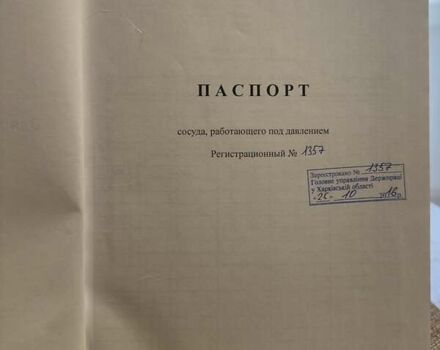 ПАСПОРТ
сосуда, работающего под давлением
Регистрационный № 1357
Зареєстровано № 1357
Головне управління Держпраці
у Харківській області
"26" 10 2016 р.